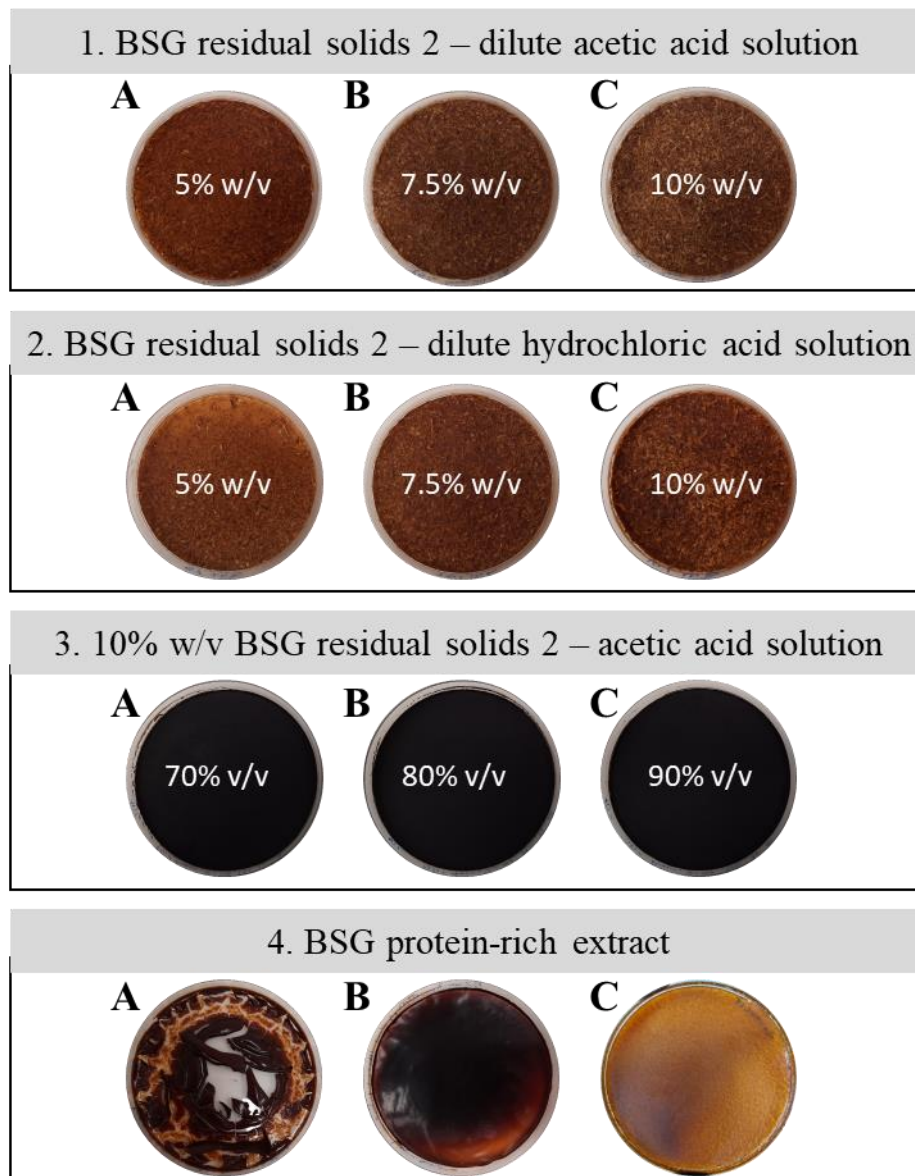 1. BSG residual solids 2 – dilute acetic acid solution
A B C
5% w/v 7.5% w/v 10% w/v
2. BSG residual solids 2 – dilute hydrochloric acid solution
A B C
5% w/v 7.5% w/v 10% w/v
3. 10% w/v BSG residual solids 2 – acetic acid solution
A B C
70% v/v 80% v/v 90% v/v
4. BSG protein-rich extract
A B C